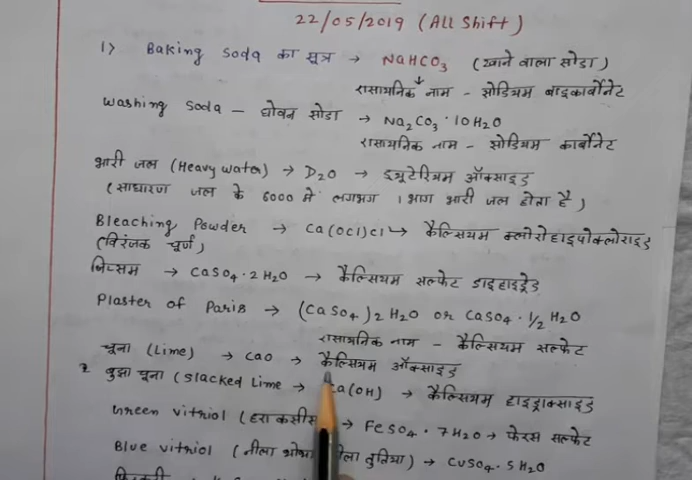 22/05/2019 (All Shift)
1) Baking Soda का सूत्र → NaHCO3 (खाने वाला सोडा)
रासायनिक नाम - सोडियम बाइकार्बोनेट
Washing Soda – धोवन सोडा → Na2CO3·10H2O
रासायनिक नाम - सोडियम कार्बोनेट
भारी जल (Heavy water) → D2O → ड्यूटेरियम ऑक्साइड
(साधारण जल के 6000 में लगभग 1 भाग भारी जल होता है)
Bleaching Powder → Ca(OCl)Cl → कैल्सियम क्लोरोहाइपोक्लोराइड
(विरंजक चूर्ण)
जिप्सम → CaSO4·2H2O → कैल्सियम सल्फेट डाइहाइड्रेड
Plaster of Paris → (CaSO4)2H2O or CaSO4·1/2H2O
रासायनिक नाम - कैल्सियम सल्फेट
चूना (Lime) → CaO → कैल्सियम ऑक्साइड
बुझा चूना (Slacked Lime → Ca(OH) → कैल्सियम हाइड्राक्साइड
Green vitriol (हरा कसीस → FeSO4·7H2O → फेरस सल्फेट
Blue vitriol (नीला थोथा नीला तुतिया) → CuSO4·5H2O